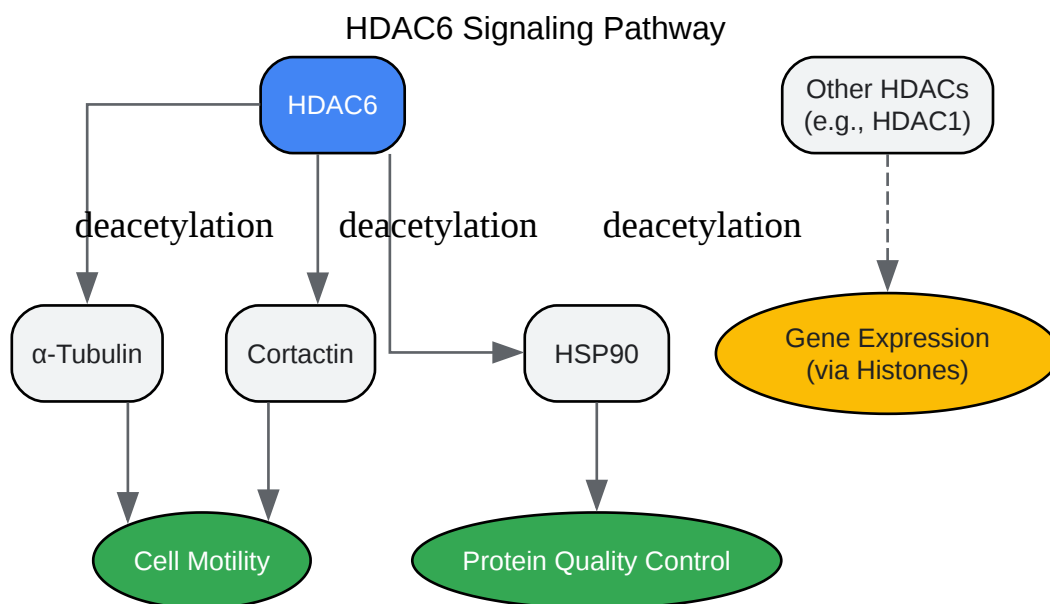 HDAC6 Signaling Pathway
HDAC6
Other HDACs
(e.g., HDAC1)
deacetylation
deacetylation
deacetylation
α-Tubulin
Cortactin
HSP90
Gene Expression
(via Histones)
Cell Motility
Protein Quality Control